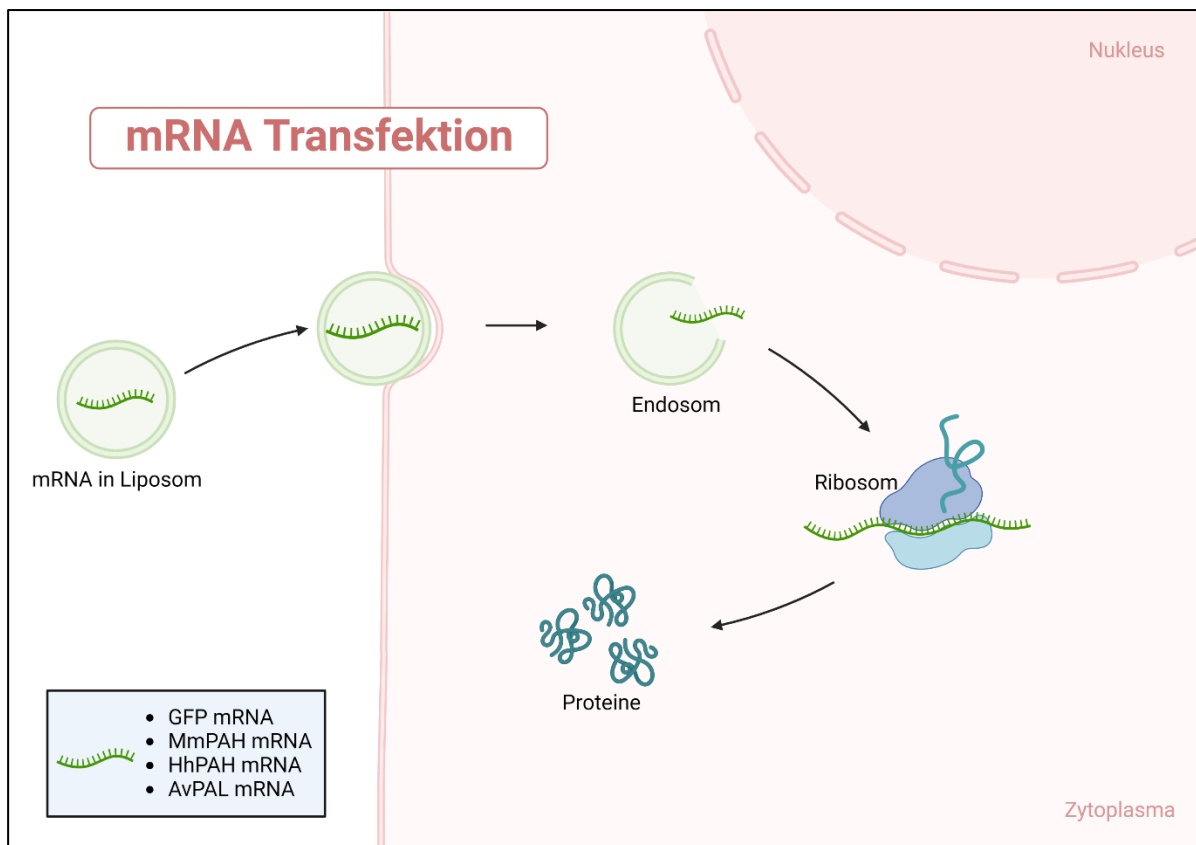 Nukleus
mRNA Transfektion
mRNA in Liposom
Endosom
Ribosom
Proteine
• GFP mRNA
• MmPAH mRNA
• HhPAH mRNA
• AvPAL mRNA
Zytoplasma